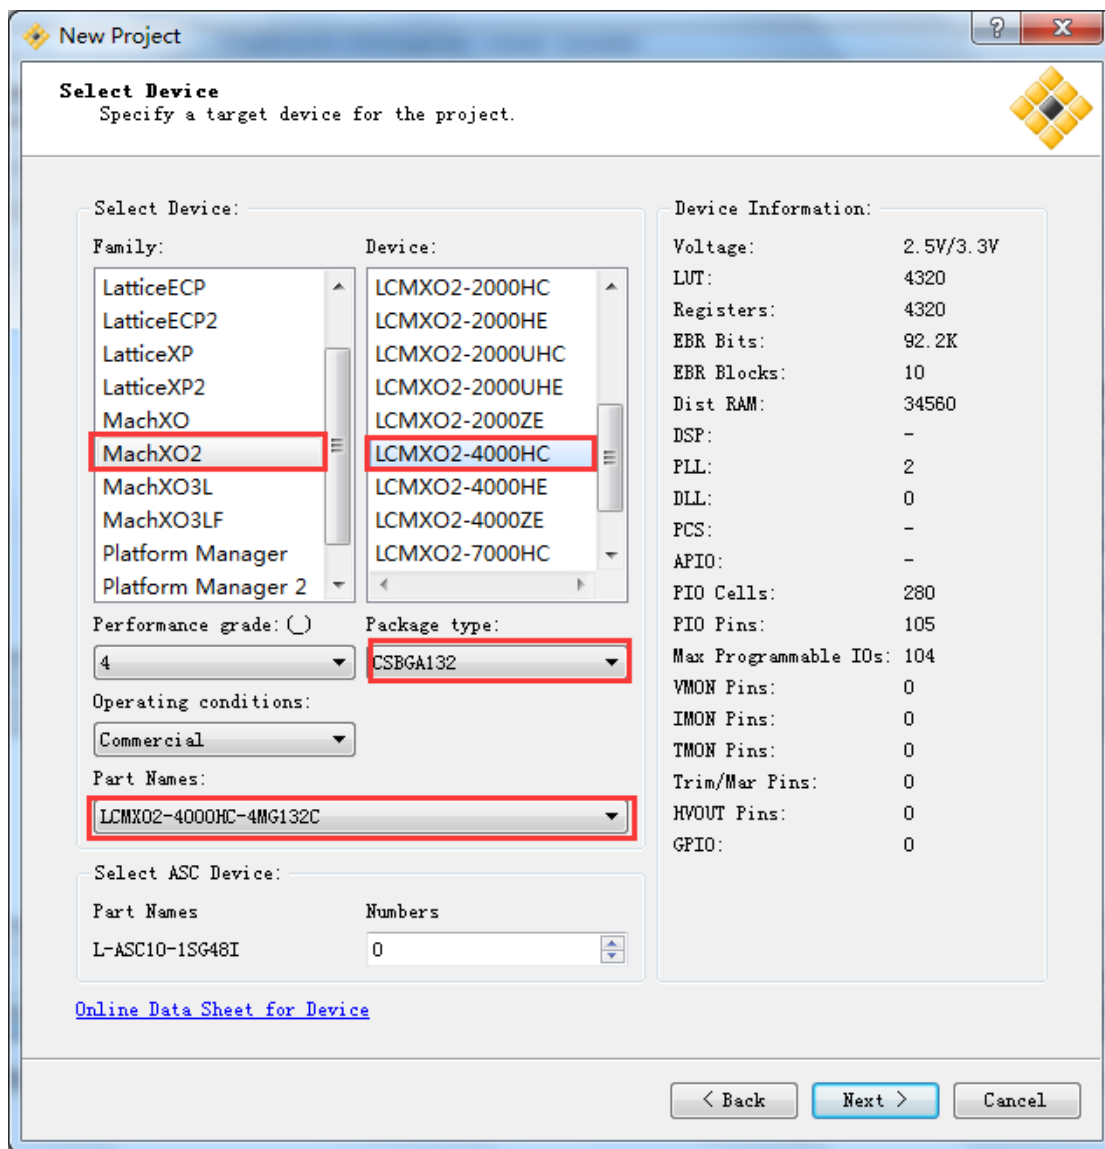 New Project
Select Device
Specify a target device for the project.
Select Device:
Family:
Device:
LatticeECP
LatticeECP2
LatticeXP
LatticeXP2
MachXO
MachXO2
MachXO3L
MachXO3LF
Platform Manager
Platform Manager 2
LCMXO2-2000HC
LCMXO2-2000HE
LCMXO2-2000UHC
LCMXO2-2000UHE
LCMXO2-2000ZE
LCMXO2-4000HC
LCMXO2-4000HE
LCMXO2-4000ZE
LCMXO2-7000HC
Performance grade:(_)
Package type:
4
CSBGA132
Operating conditions:
Commercial
Part Names:
LCMXO2-4000HC-4MG132C
Select ASC Device:
Part Names Numbers
L-ASC10-1SG48I 0
Online Data Sheet for Device
Device Information:
Voltage: 2.5V/3.3V
LUT: 4320
Registers: 4320
EBR Bits: 92.2K
EBR Blocks: 10
Dist RAM: 34560
DSP: -
PLL: 2
DLL: 0
PCS: -
APIO: -
PIO Cells: 280
PIO Pins: 105
Max Programmable IOs: 104
VMON Pins: 0
IMON Pins: 0
TMON Pins: 0
Trim/Mar Pins: 0
HVOUT Pins: 0
GPIO: 0
< Back
Next >
Cancel